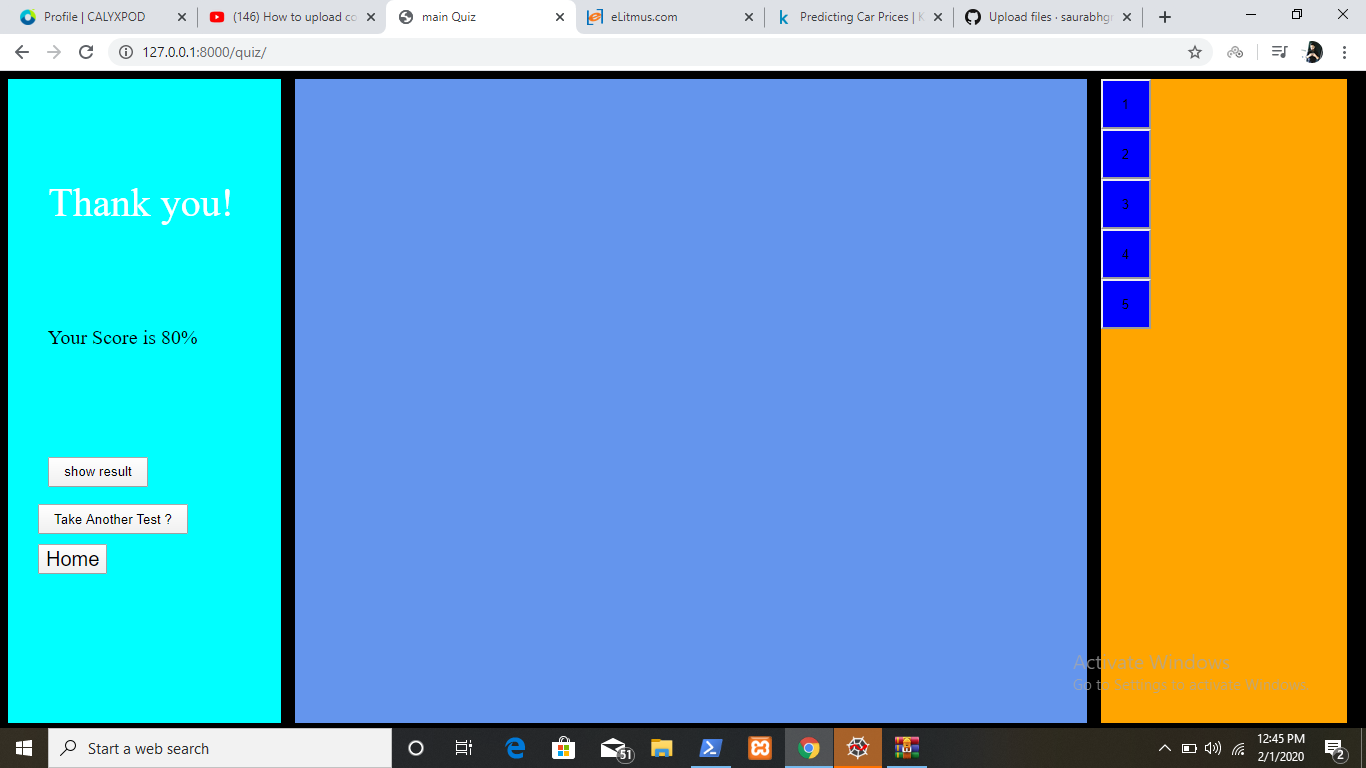 Profile | CALYXPOD
(146) How to upload co
main Quiz
eLitmus.com
Predicting Car Prices | K
Upload files · saurabhgr
127.0.0.1:8000/quiz/
Thank you!
Your Score is 80%
show result
Take Another Test ?
Home
1
2
3
4
5
Activate Windows
Go to Settings to activate Windows.
Start a web search
51
12:45 PM
2/1/2020
2